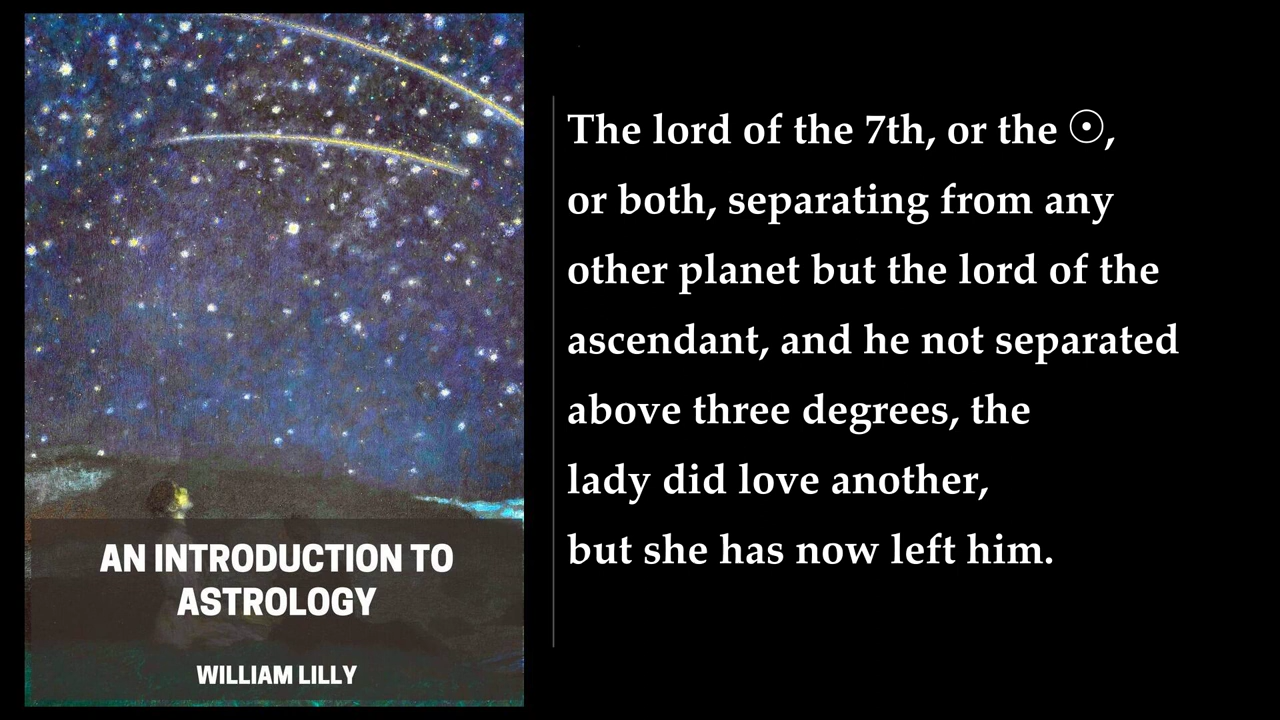 AN INTRODUCTION TO
ASTROLOGY
WILLIAM LILLY
The lord of the 7th, or the ☉,
or both, separating from any
other planet but the lord of the
ascendant, and he not separated
above three degrees, the
lady did love another,
but she has now left him.